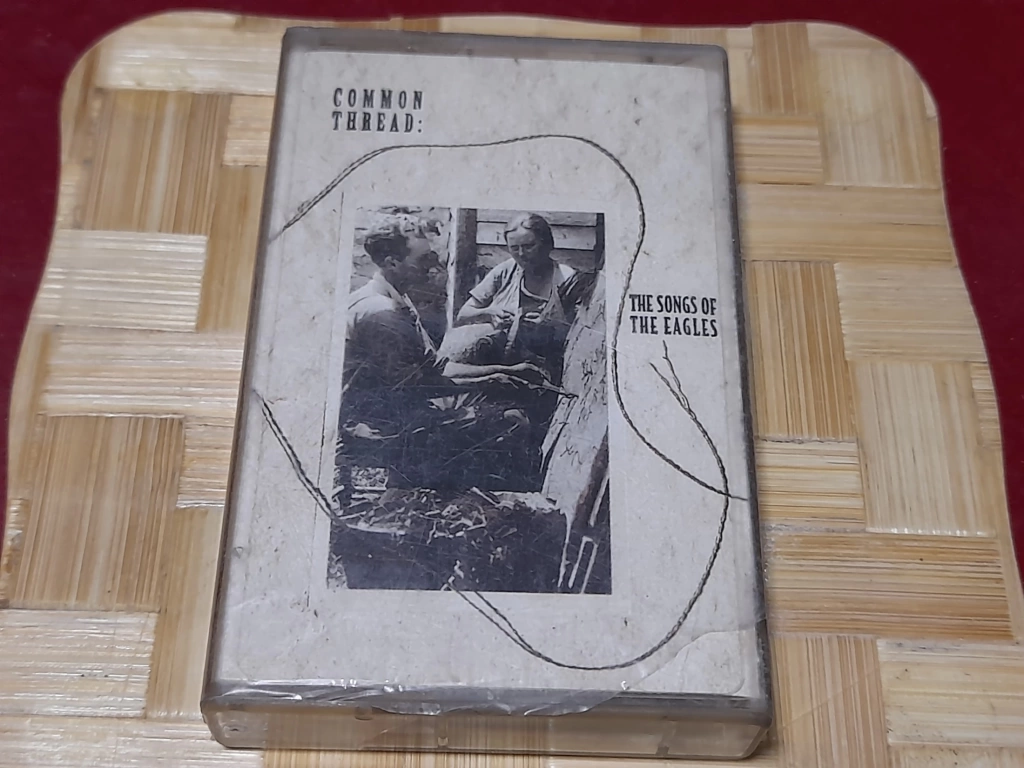 COMMON
THREAD:
THE SONGS OF
THE EAGLES